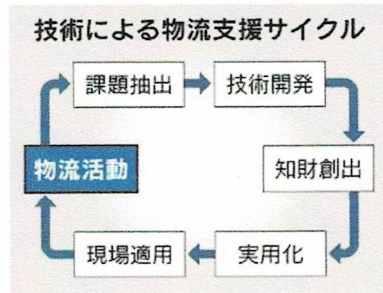 技術による物流支援サイクル
課題抽出
技術開発
物流活動
知財創出
現場適用
実用化